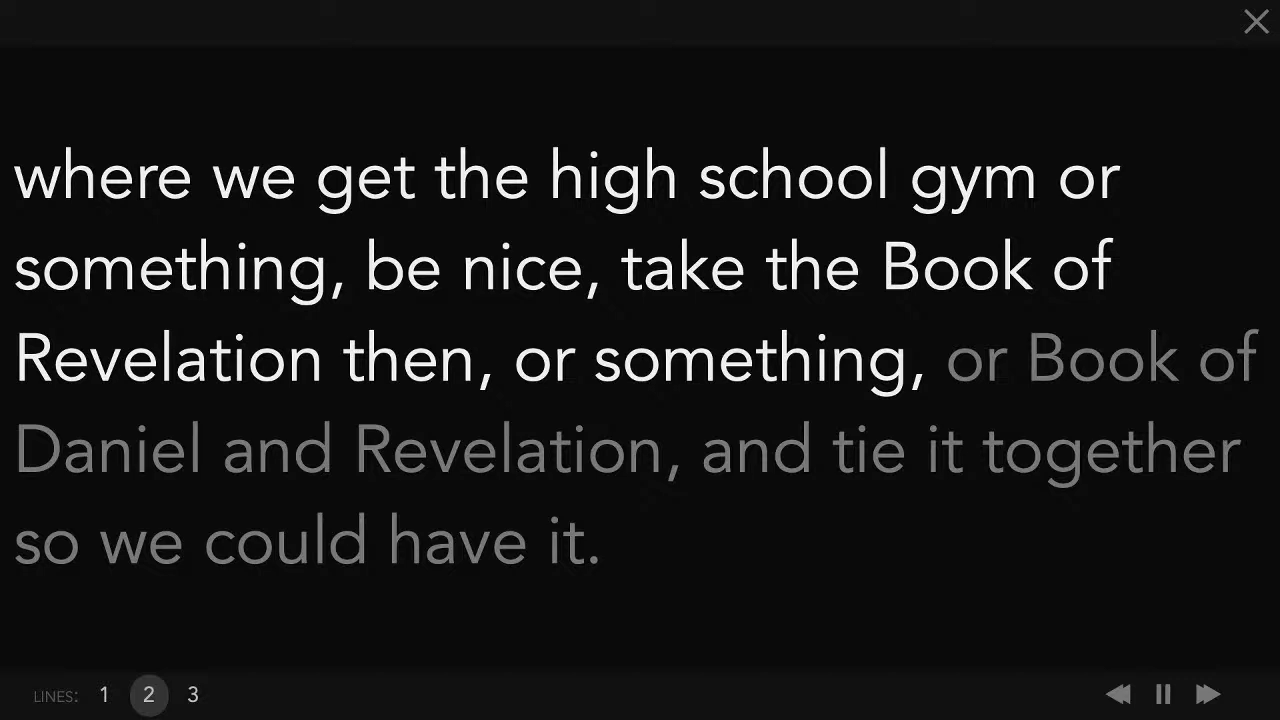 where we get the high school gym or
something, be nice, take the Book of
Revelation then, or something, or Book of
Daniel and Revelation, and tie it together
so we could have it.
LINES: 1 2 3